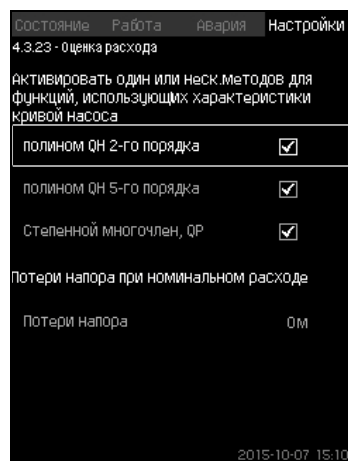 Состояние Работа Авария Настройки
4.3.23 - Оценка расхода
Активировать один или неск.методов для
функций, использующих характеристики
кривой насоса
полином QH 2-го порядка
полином QH 5-го порядка
Степенной многочлен, QP
Потери напора при номинальном расходе
Потери напора 0м
2015-10-07 15:10